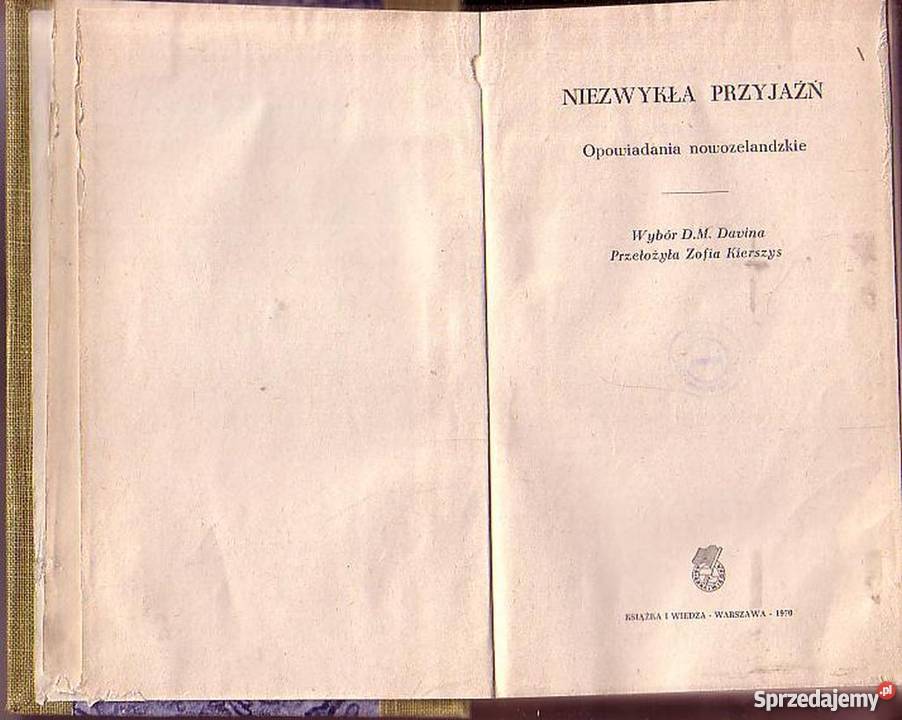 NIEZWYKŁA PRZYJAŹŃ
Opowiadania nowozelandzkie
Wybór D.M. Davina
Przełożyła Zofia Kierszys
KSIĄŻKA I WIEDZA - WARSZAWA - 1970
Sprzedajemy.pl